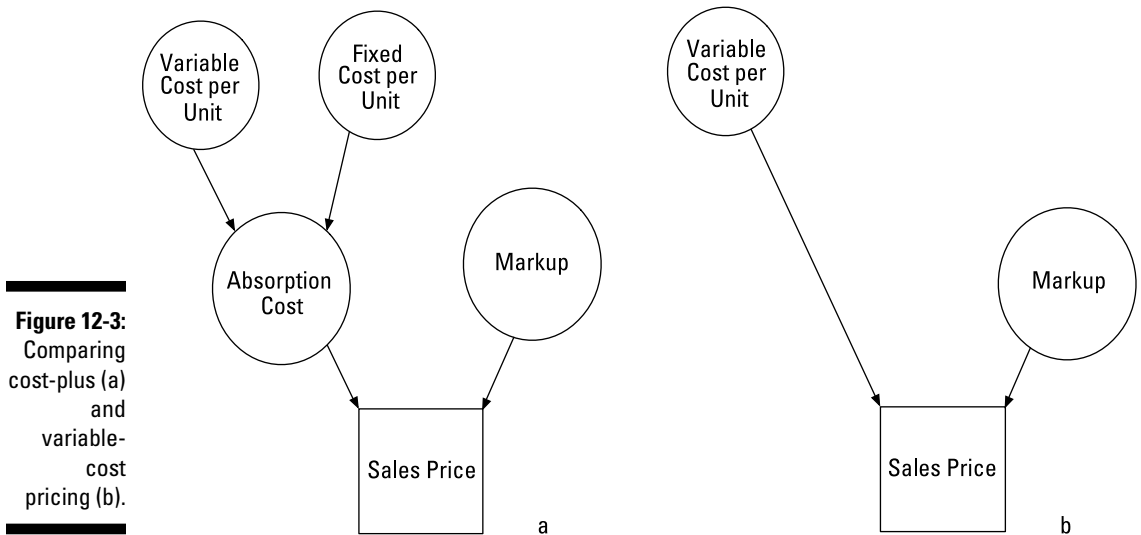 Variable
Cost per
Unit
Fixed
Cost per
Unit
Absorption
Cost
Markup
Sales Price
a
Variable
Cost per
Unit
Markup
Sales Price
b
Figure 12-3:
Comparing
cost-plus (a)
and
variable-
cost
pricing (b).